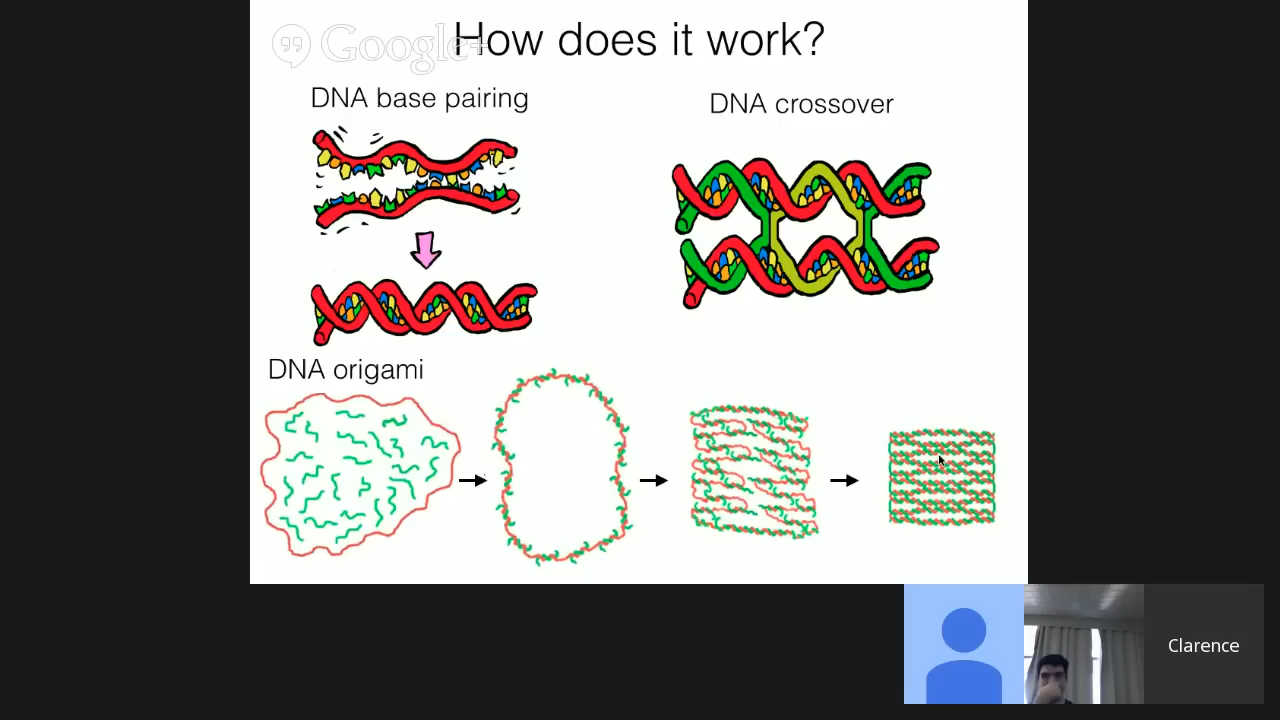 Google+
How does it work?
DNA base pairing
DNA crossover
DNA origami
Clarence